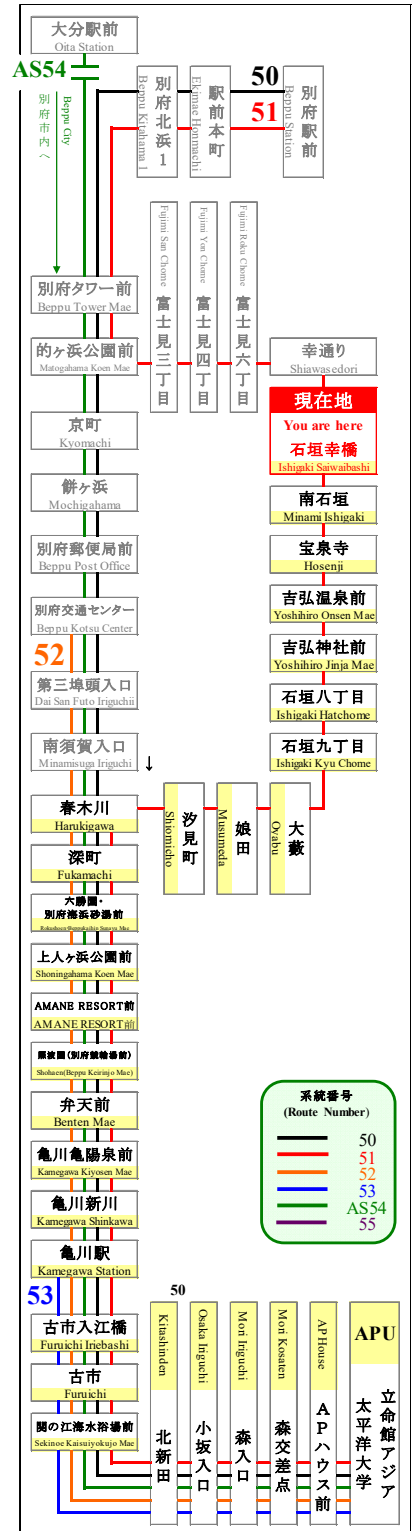 大分駅前
Oita Station
AS54
Beppu City
別府市内へ
別府北浜1
Beppu Kitahama 1
駅前本町
Ekimae Honmachi
50
51
別府駅前
Beppu Station
別府タワー前
Beppu Tower Mae
的ヶ浜公園前
Matogahama Koen Mae
Fujimi San Chome
富士見三丁目
Fujimi Yon Chome
富士見四丁目
Fujimi Roku Chome
富士見六丁目
幸通り
Shiawasedori
現在地
You are here
石垣幸橋
Ishigaki Saiwaibashi
京町
Kyomachi
餅ヶ浜
Mochigahama
別府郵便局前
Beppu Post Office
別府交通センター
Beppu Kotsu Center
52
第三埠頭入口
Dai San Futo Iriguchii
南須賀入口
Minamisuga Iriguchi
↓
南石垣
Minami Ishigaki
宝泉寺
Hosenji
吉弘温泉前
Yoshihiro Onsen Mae
吉弘神社前
Yoshihiro Jinja Mae
石垣八丁目
Ishigaki Hatchome
石垣九丁目
Ishigaki Kyu Chome
春木川
Harukigawa
汐見町
Shiomicho
娘田
Musumeda
大藪
Oyabu
深町
Fukamachi
六勝園・
別府海浜砂湯前
上人ヶ浜公園前
Shoningahama Koen Mae
AMANE RESORT前
AMANE RESORT前
照波園(別府競輪場前)
Shohaen(Beppu Keirinjo Mae)
弁天前
Benten Mae
亀川亀陽泉前
Kamegawa Kiyosen Mae
亀川新川
Kamegawa Shinkawa
亀川駅
Kamegawa Station
53
古市入江橋
Furuichi Iriebashi
古市
Furuichi
関の江海水浴場前
Sekinoe Kaisuiyokujo Mae
系統番号
(Route Number)
50
51
52
53
AS54
55
50
Kitashinden
北新田
Osaka Iriguchi
小坂入口
Mori Iriguchi
森入口
Mori Kosaten
森交差点
AP House
APハウス前
APU
立命館アジア
太平洋大学